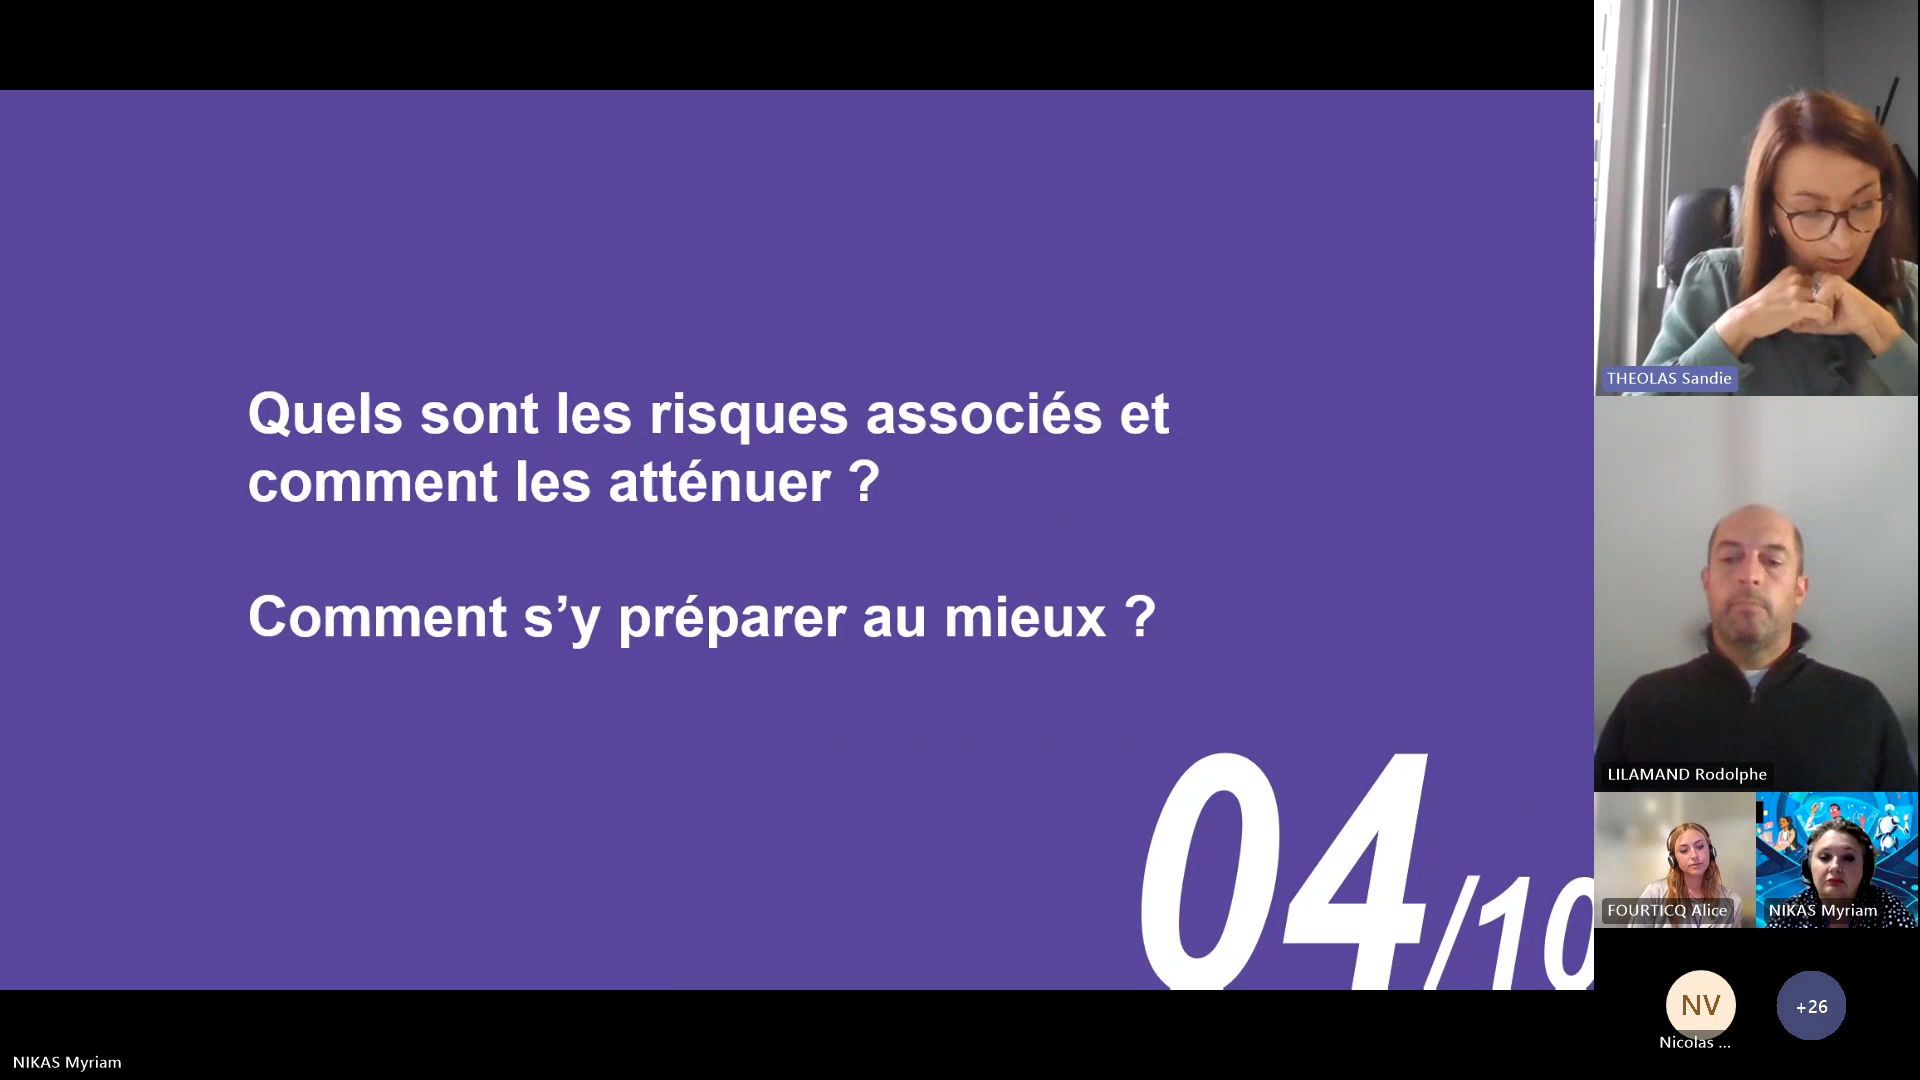 Quels sont les risques associés et
comment les atténuer ?
Comment s’y préparer au mieux ?
04/10
THEOLAS Sandie
LILAMAND Rodolphe
FOURTICQ Alice
NIKAS Myriam
NV
+26
Nicolas ...
NIKAS Myriam